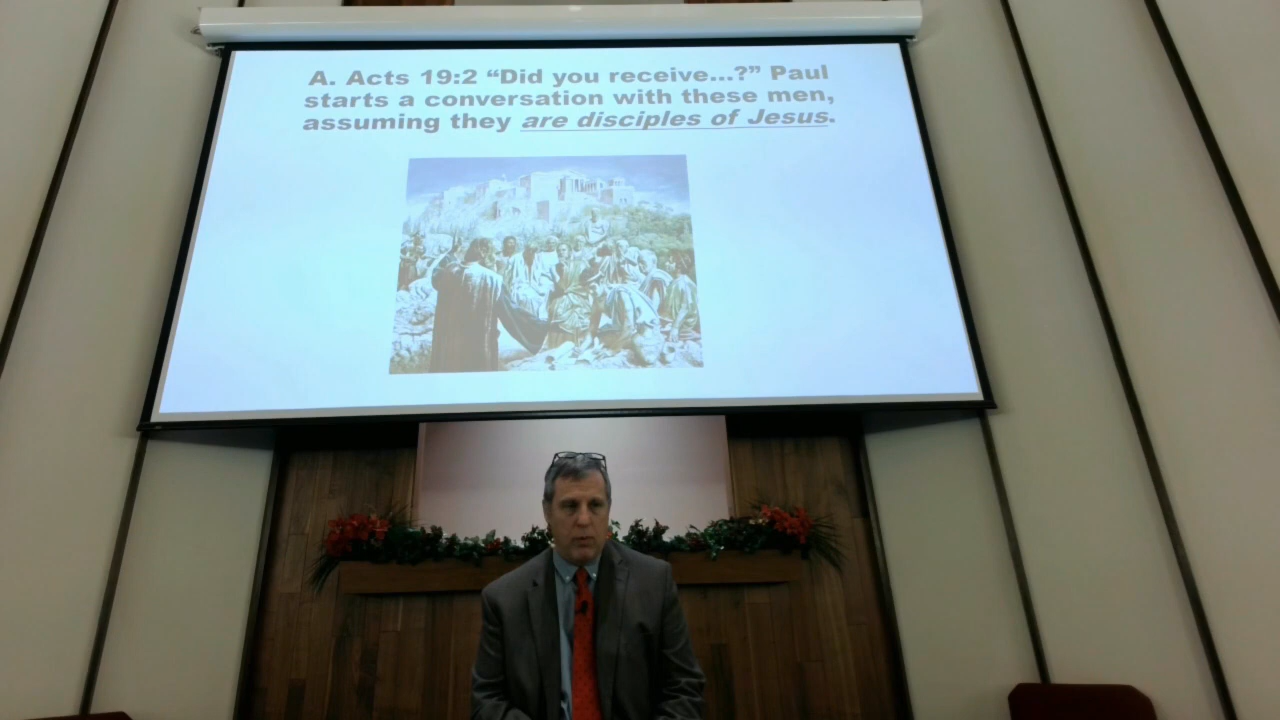 A. Acts 19:2 “Did you receive...?” Paul
starts a conversation with these men,
assuming they are disciples of Jesus.